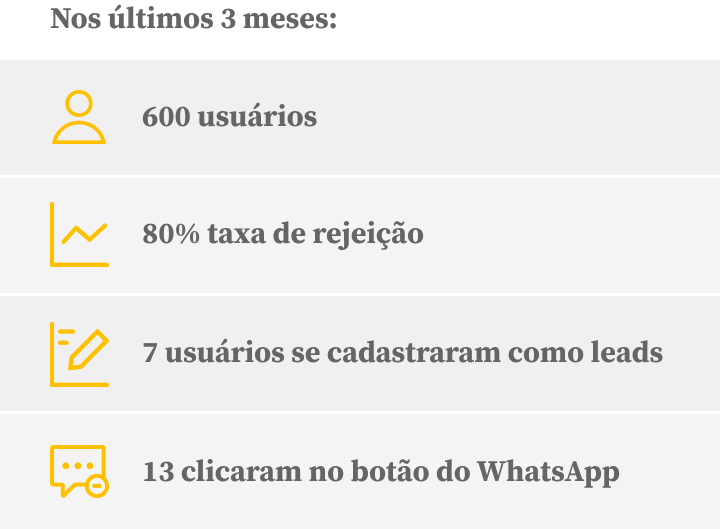 Nos últimos 3 meses:
600 usuários
80% taxa de rejeição
7 usuários se cadastraram como leads
13 clicaram no botão do WhatsApp